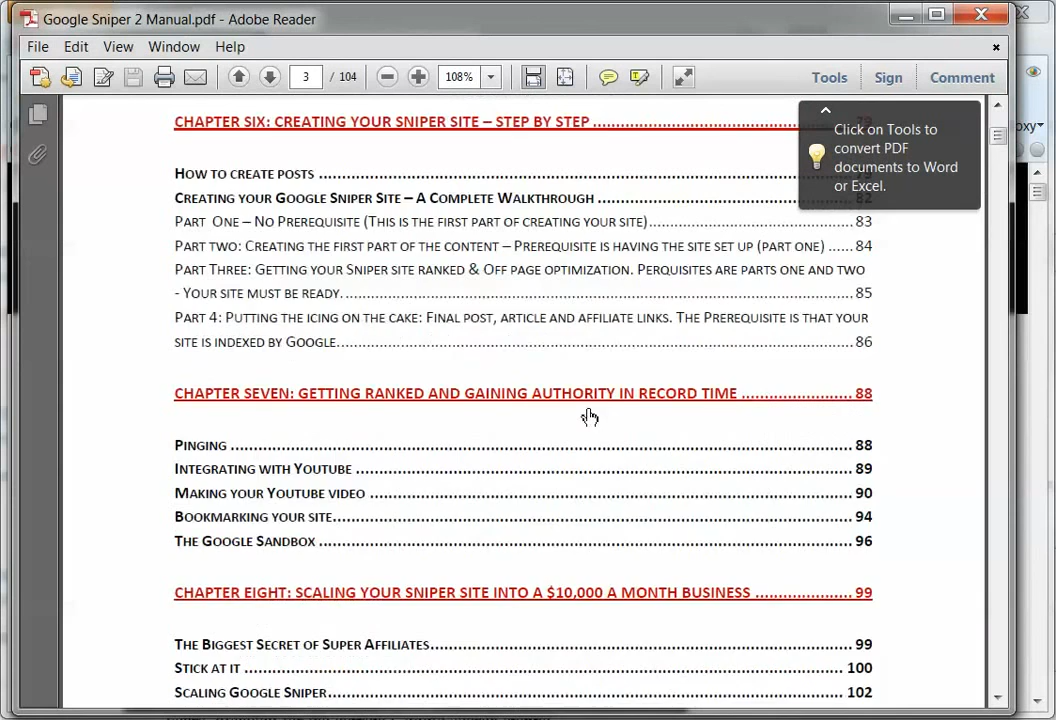 Google Sniper 2 Manual.pdf - Adobe Reader
File Edit View Window Help
3 / 104 108% Tools Sign Comment
CHAPTER SIX: CREATING YOUR SNIPER SITE – STEP BY STEP ................................................ 79
Click on Tools to
convert PDF
documents to Word
or Excel.
HOW TO CREATE POSTS ................................................................
CREATING YOUR GOOGLE SNIPER SITE – A COMPLETE WALKTHROUGH ................................ 82
PART ONE – NO PREREQUISITE (THIS IS THE FIRST PART OF CREATING YOUR SITE)................................ 83
PART TWO: CREATING THE FIRST PART OF THE CONTENT – PREREQUISITE IS HAVING THE SITE SET UP (PART ONE) ...... 84
PART THREE: GETTING YOUR SNIPER SITE RANKED & OFF PAGE OPTIMIZATION. PERQUISITES ARE PARTS ONE AND TWO
- YOUR SITE MUST BE READY. ................................................................ 85
PART 4: PUTTING THE ICING ON THE CAKE: FINAL POST, ARTICLE AND AFFILIATE LINKS. THE PREREQUISITE IS THAT YOUR
SITE IS INDEXED BY GOOGLE. ................................................................ 86
CHAPTER SEVEN: GETTING RANKED AND GAINING AUTHORITY IN RECORD TIME ........................ 88
PINGING ................................................................ 88
INTEGRATING WITH YOUTUBE ................................................................ 89
MAKING YOUR YOUTUBE VIDEO ................................................................ 90
BOOKMARKING YOUR SITE................................................................ 94
THE GOOGLE SANDBOX ................................................................ 96
CHAPTER EIGHT: SCALING YOUR SNIPER SITE INTO A $10,000 A MONTH BUSINESS .................... 99
THE BIGGEST SECRET OF SUPER AFFILIATES................................................................ 99
STICK AT IT ................................................................ 100
SCALING GOOGLE SNIPER................................................................ 102